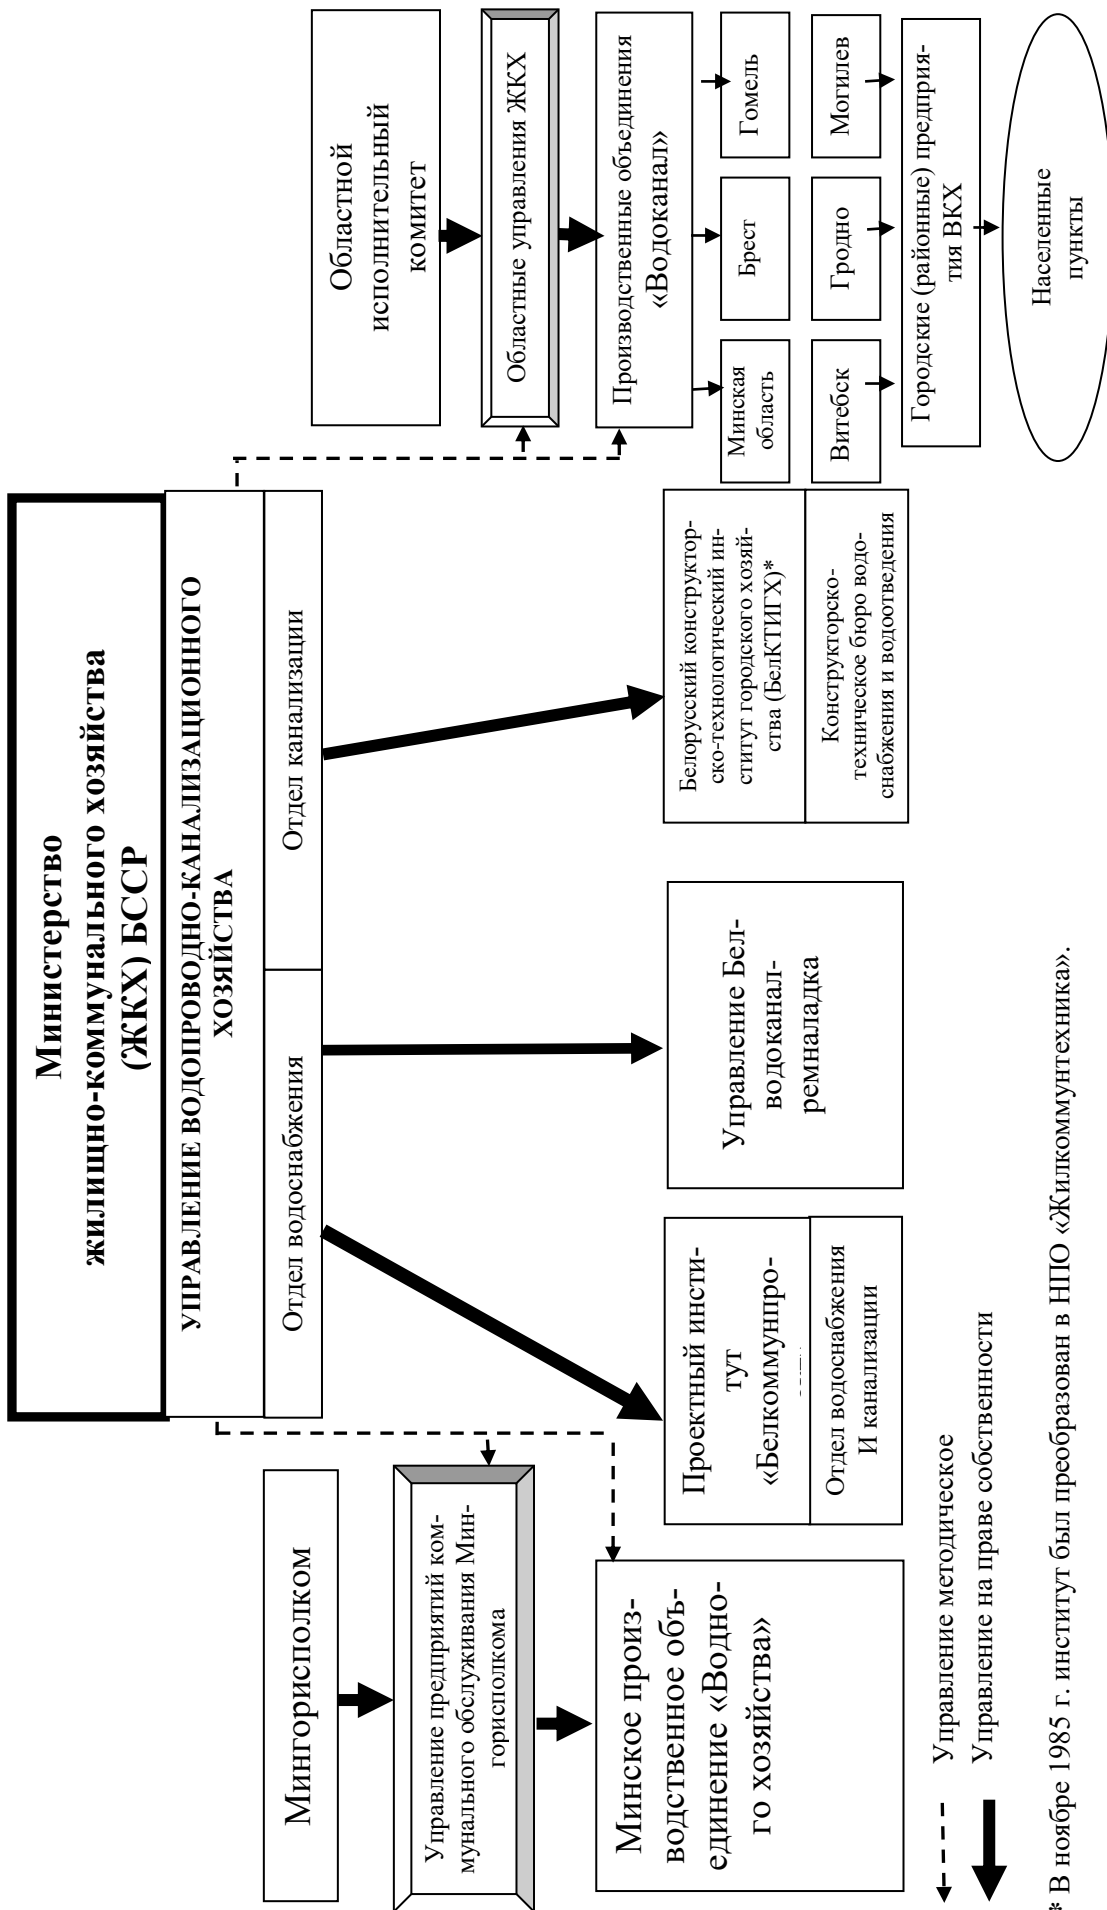 Министерство
жилищно-коммунального хозяйства
(ЖКХ) БССР
УПРАВЛЕНИЕ ВОДОПРОВОДНО-КАНАЛИЗАЦИОННОГО
ХОЗЯЙСТВА
Отдел водоснабжения
Отдел канализации
Мингорисполком
Управление предприятий ком-
мунального обслуживания Мин-
горисполкома
Минское произ-
водственное объ-
единение «Водно-
го хозяйства»
Проектный инсти-
тут
«Белкоммунпро-
Отдел водоснабжения
И канализации
Управление Бел-
водоканал-
ремналадка
Белорусский конструктор-
ско-технологический ин-
ститут городского хозяй-
ства (БелКТИГХ)*
Конструкторско-
техническое бюро водо-
снабжения и водоотведения
Областной
исполнительный
комитет
Областные управления ЖКХ
Производственные объединения
«Водоканал»
Минская
область
Брест
Гомель
Витебск
Гродно
Могилев
Городские (районные) предприя-
тия ВКХ
Населенные
пункты
Управление методическое
Управление на праве собственности
* В ноябре 1985 г. институт был преобразован в НПО «Жилкоммунтехника».